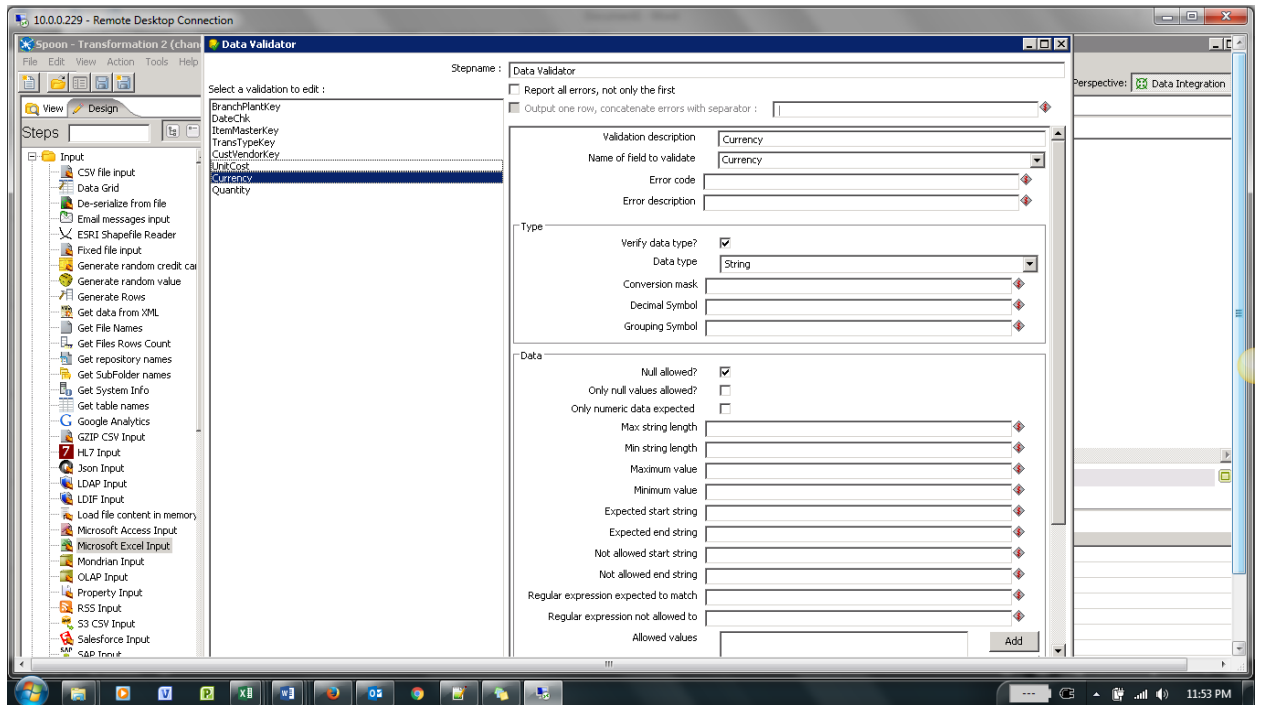 10.0.0.229 - Remote Desktop Connection
Spoon - Transformation 2 (chan
Data Validator
File Edit View Action Tools Help
Perspective: Data Integration
View Design
Steps
Input
CSV file input
Data Grid
De-serialize from file
Email messages input
ESRI Shapefile Reader
Fixed file input
Generate random credit car
Generate random value
Generate Rows
Get data from XML
Get File Names
Get Files Rows Count
Get repository names
Get SubFolder names
Get System Info
Get table names
Google Analytics
GZIP CSV Input
HL7 Input
Json Input
LDAP Input
LDIF Input
Load file content in memory
Microsoft Access Input
Microsoft Excel Input
Mondrian Input
OLAP Input
Property Input
RSS Input
S3 CSV Input
Salesforce Input
SAP Input
Stepname : Data Validator
Select a validation to edit :
BranchPlantKey
DateChk
ItemMasterKey
TransTypeKey
CustVendorKey
UnitCost
Currency
Quantity
Report all errors, not only the first
Output one row, concatenate errors with separator :
Validation description Currency
Name of field to validate Currency
Error code
Error description
Type
Verify data type?
Data type String
Conversion mask
Decimal Symbol
Grouping Symbol
Data
Null allowed?
Only null values allowed?
Only numeric data expected
Max string length
Min string length
Maximum value
Minimum value
Expected start string
Expected end string
Not allowed start string
Not allowed end string
Regular expression expected to match
Regular expression not allowed to
Allowed values Add
11:53 PM